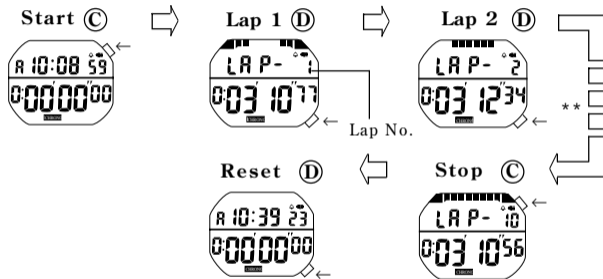 Start Ⓒ
A 10:08 59
0:00'00"00
CHRONO
Lap 1 Ⓓ
LAP- 1
0:03'10"77
CHRONO
Lap No.
Lap 2 Ⓓ
LAP- 2
0:03'12"34
CHRONO
**
Stop Ⓒ
LAP- 10
0:03'10"56
CHRONO
Reset Ⓓ
A 10:39 23
0:00'00"00
CHRONO